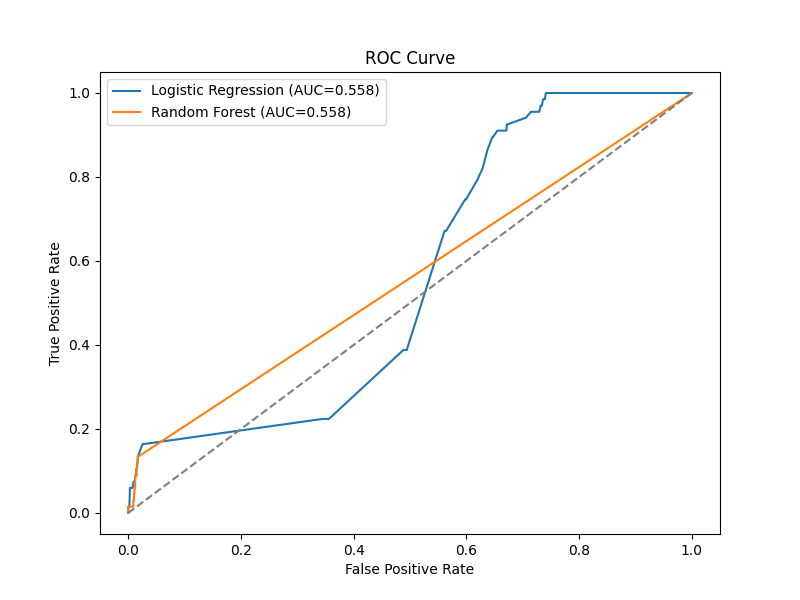 ROC Curve
Logistic Regression (AUC=0.558)
Random Forest (AUC=0.558)
True Positive Rate
1.0
0.8
0.6
0.4
0.2
0.0
0.0 0.2 0.4 0.6 0.8 1.0
False Positive Rate